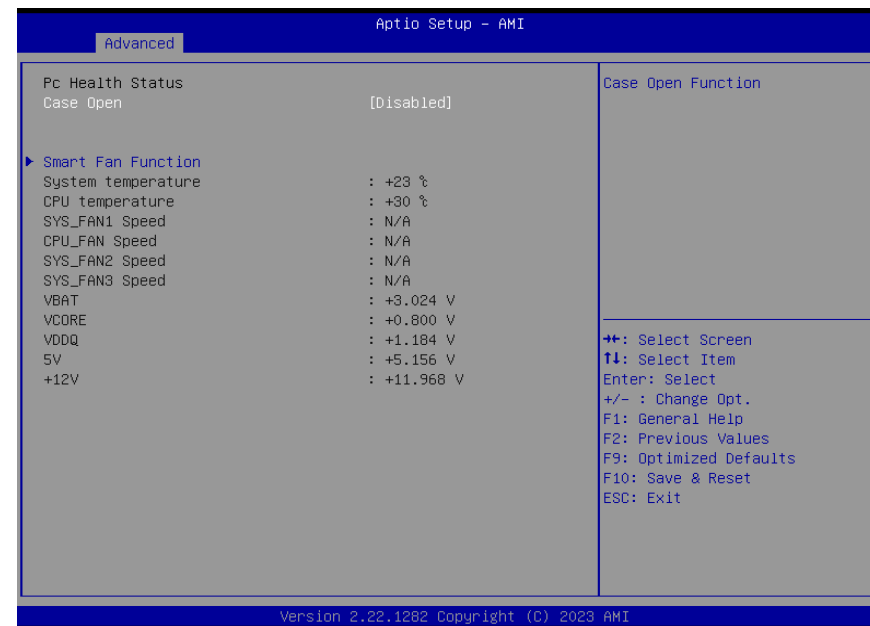 Aptio Setup – AMI
Advanced
Pc Health Status
Case Open [Disabled]
Smart Fan Function
System temperature : +23 ℃
CPU temperature : +30 ℃
SYS_FAN1 Speed : N/A
CPU_FAN Speed : N/A
SYS_FAN2 Speed : N/A
SYS_FAN3 Speed : N/A
VBAT : +3.024 V
VCORE : +0.800 V
VDDQ : +1.184 V
5V : +5.156 V
+12V : +11.968 V
Case Open Function
→←: Select Screen
↑↓: Select Item
Enter: Select
+/- : Change Opt.
F1: General Help
F2: Previous Values
F9: Optimized Defaults
F10: Save & Reset
ESC: Exit
Version 2.22.1282 Copyright (C) 2023 AMI